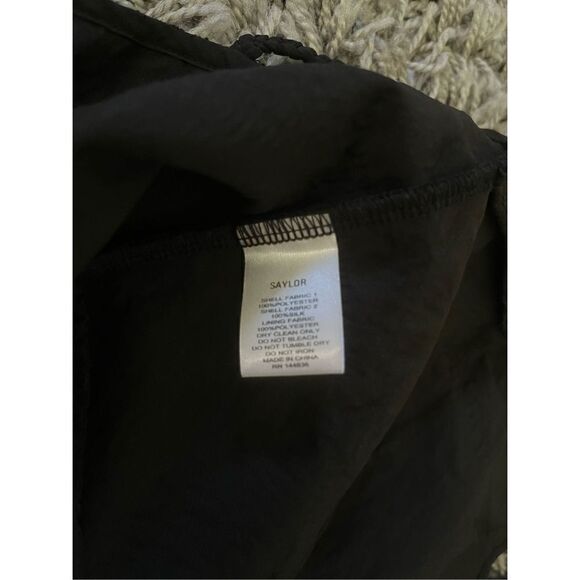 SAYLOR
SHELL FABRIC 1
100%POLYESTER
SHELL FABRIC 2
100%SILK
LINING FABRIC
100%POLYESTER
DRY CLEAN ONLY
DO NOT BLEACH
DO NOT TUMBLE DRY
DO NOT IRON
MADE IN CHINA
RN 144836